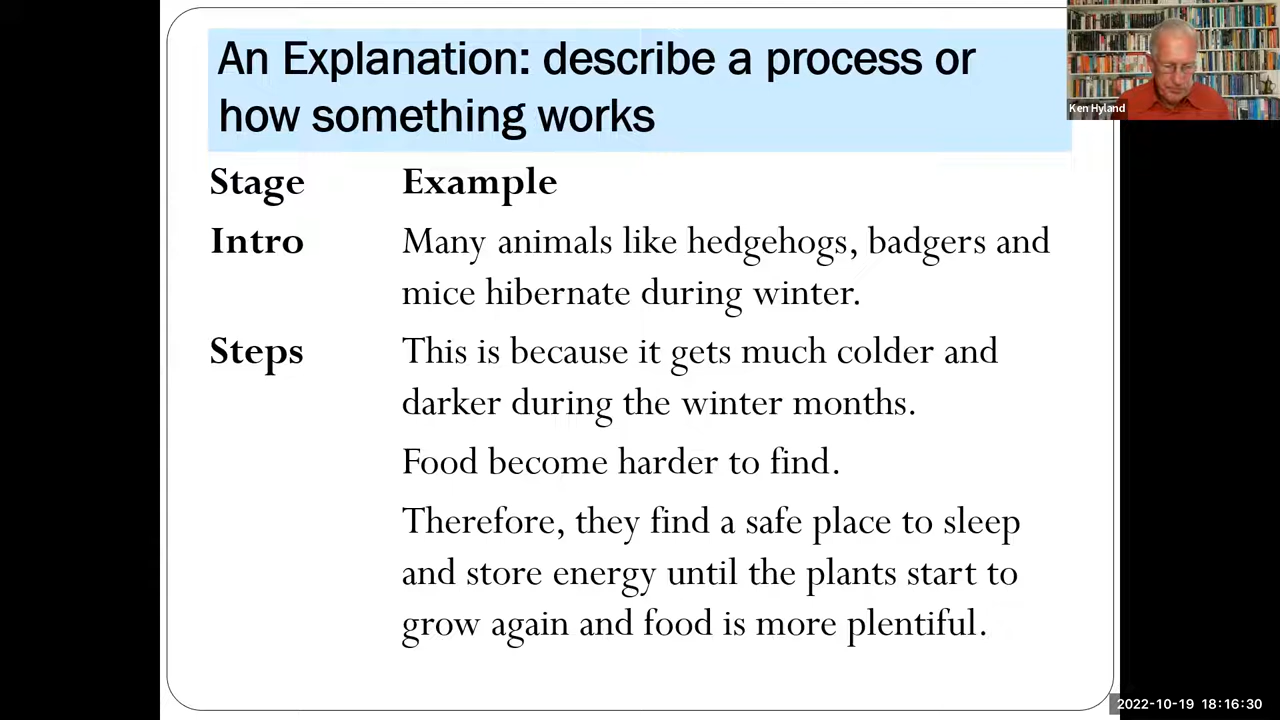 An Explanation: describe a process or
how something works
Ken Hyland
Stage Example
Intro Many animals like hedgehogs, badgers and
mice hibernate during winter.
Steps This is because it gets much colder and
darker during the winter months.
Food become harder to find.
Therefore, they find a safe place to sleep
and store energy until the plants start to
grow again and food is more plentiful.
2022-10-19 18:16:30